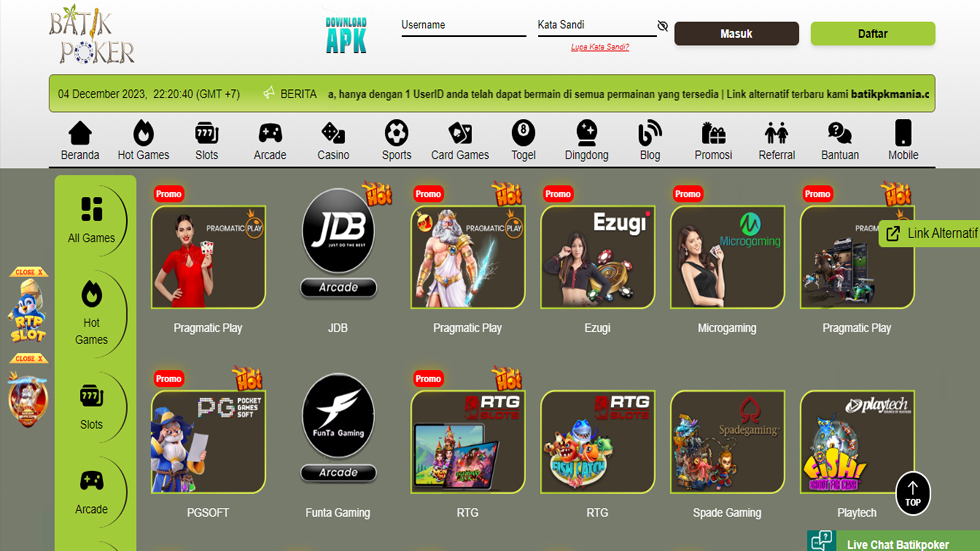 BATIK
POKER
DOWNLOAD
APK
Username
Kata Sandi
Lupa Kata Sandi?
Masuk
Daftar
04 December 2023, 22:20:40 (GMT +7)
BERITA
a, hanya dengan 1 UserID anda telah dapat bermain di semua permainan yang tersedia | Link alternatif terbaru kami batikpkmania.c
Beranda
Hot Games
Slots
Arcade
Casino
Sports
Card Games
Togel
Dingdong
Blog
Promosi
Referral
Bantuan
Mobile
All Games
Hot
Games
Slots
Arcade
CLOSE X
RTP
SLOT
CLOSE X
Promo
PRAGMATIC PLAY
Pragmatic Play
Hot
JDB
JUST DO THE BEST
Arcade
JDB
Promo
Hot
PRAGMATIC PLAY
Pragmatic Play
Promo
Ezugi
Ezugi
Promo
Microgaming
Microgaming
Promo
Hot
PRAGM
Pragmatic Play
Link Alternatif
Promo
Hot
PG POCKET
GAMES
SOFT
PGSOFT
FunTa Gaming
Arcade
Funta Gaming
Promo
Hot
RTG
SLOTS
RTG
RTG
SLOTS
FISH CATCH
RTG
Spadegaming
Spade Gaming
playtech
FISH!
Playtech
TOP
Live Chat Batikpoker